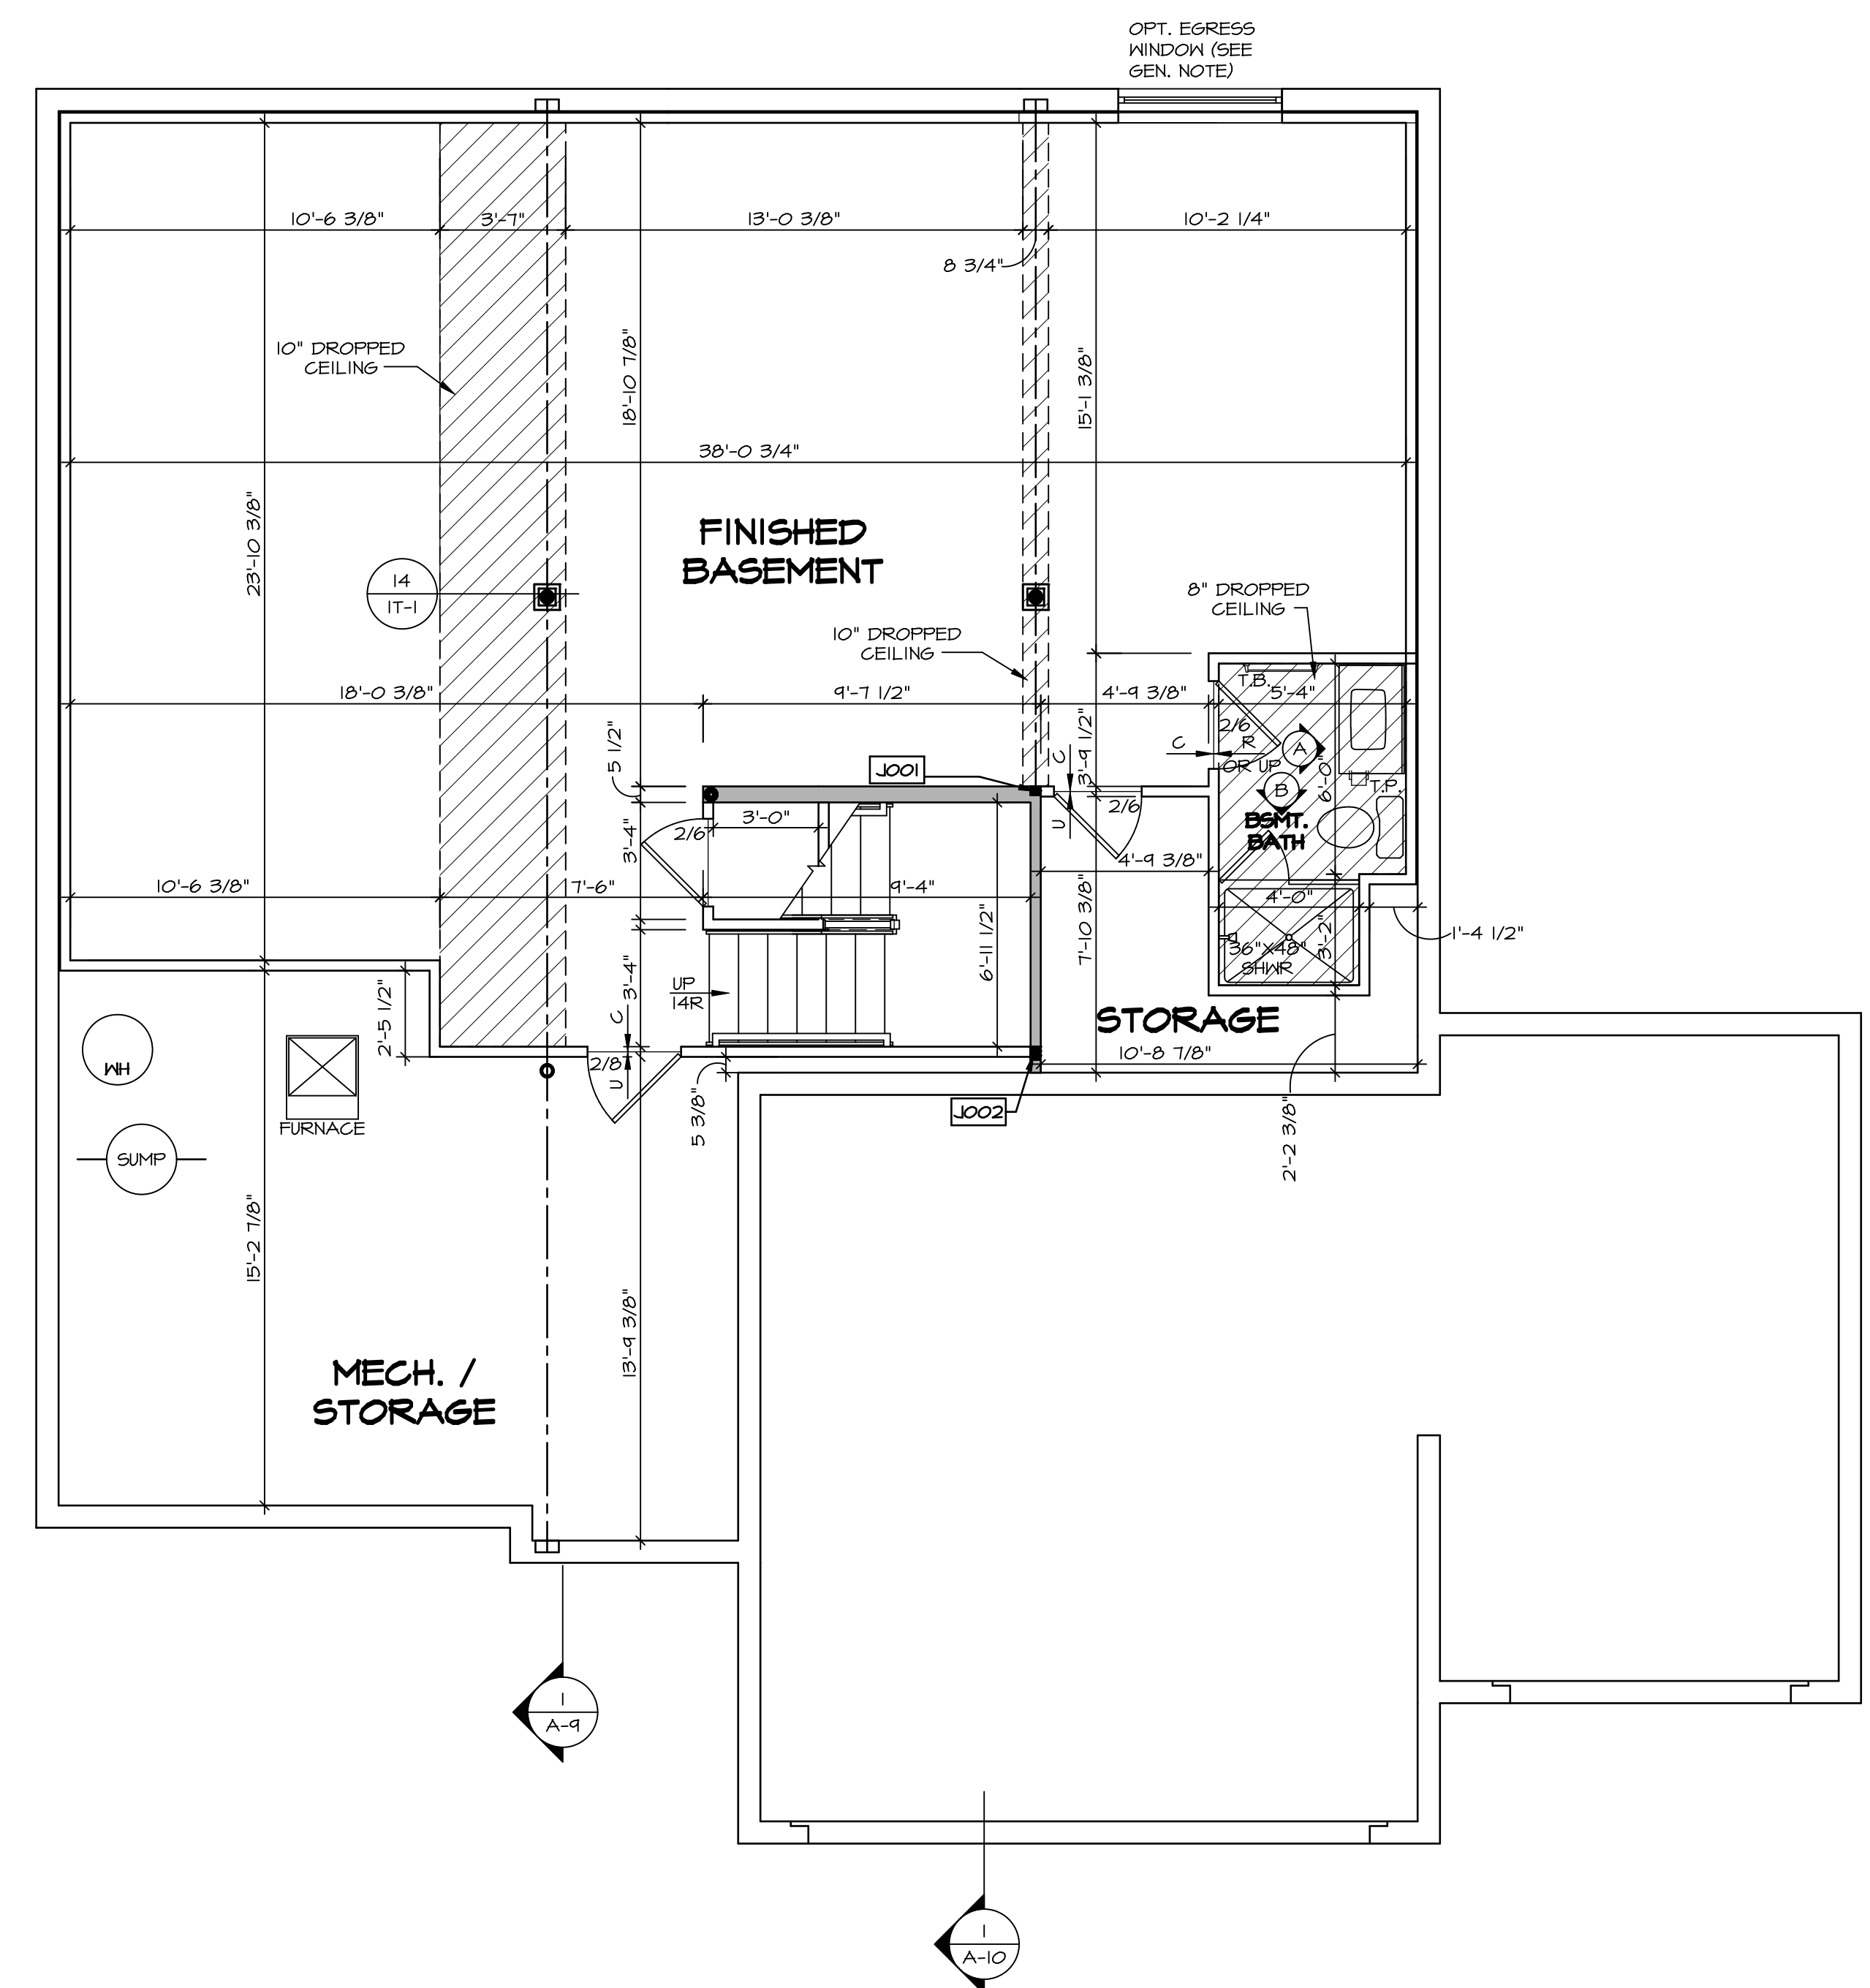 OPT. EGRESS
WINDOW (SEE
GEN. NOTE)
10'-6 3/8"
3'-7"
13'-0 3/8"
10'-2 1/4"
8 3/4"
10" DROPPED
CEILING
18'-10 7/8"
15'-1 3/8"
38'-0 3/4"
23'-10 3/8"
FINISHED
BASEMENT
14
1T-1
8" DROPPED
CEILING
10" DROPPED
CEILING
18'-0 3/8"
9'-7 1/2"
4'-9 3/8"
T.B.
5'-4"
2/6
5 1/2"
3'-9 1/2"
C
C
R
A
OR UP
J001
6'-0"
T.P.
B
2/6
U
3'-0"
2/6
3'-4"
BSMT.
BATH
4'-9 3/8"
10'-6 3/8"
7'-6"
9'-4"
4'-0"
1'-4 1/2"
6'-11 1/2"
7'-10 3/8"
3'-2"
36"X48"
SHWR
3'-4"
UP
14R
2'-5 1/2"
C
STORAGE
10'-8 7/8"
WH
2/8
U
5 3/8"
J002
FURNACE
2'-2 3/8"
SUMP
15'-2 7/8"
13'-9 3/8"
MECH. /
STORAGE
1
A-9
1
A-10